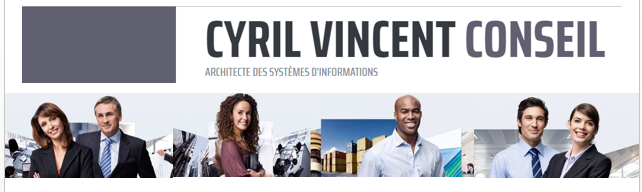 CYRIL VINCENT CONSEIL
ARCHITECTE DES SYSTÈMES D'INFORMATIONS